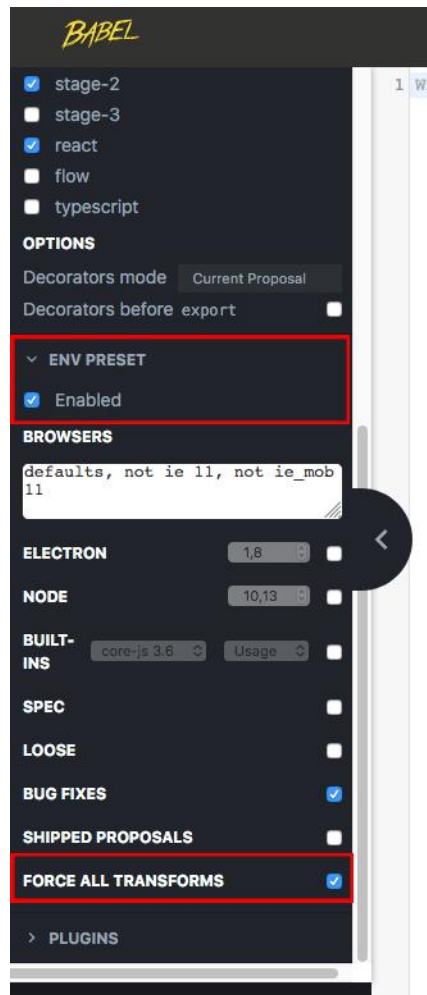 BABEL
stage-2
stage-3
react
flow
typescript
OPTIONS
Decorators mode Current Proposal
Decorators before export
ENV PRESET
Enabled
BROWSERS
defaults, not ie 11, not ie_mob
11
ELECTRON 1,8
NODE 10,13
BUILT-
INS core-js 3.6 Usage
SPEC
LOOSE
BUG FIXES
SHIPPED PROPOSALS
FORCE ALL TRANSFORMS
PLUGINS
1 W